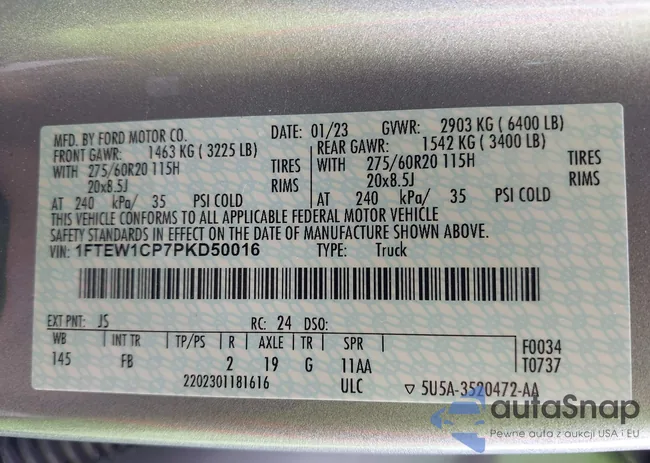 MFD. BY FORD MOTOR CO. DATE: 01/23 GVWR: 2903 KG ( 6400 LB)
FRONT GAWR: 1463 KG ( 3225 LB) REAR GAWR: 1542 KG ( 3400 LB)
WITH 275/60R20 115H TIRES WITH 275/60R20 115H TIRES
20x8.5J RIMS 20x8.5J RIMS
AT 240 kPa/ 35 PSI COLD AT 240 kPa/ 35 PSI COLD
THIS VEHICLE CONFORMS TO ALL APPLICABLE FEDERAL MOTOR VEHICLE
SAFETY STANDARDS IN EFFECT ON THE DATE OF MANUFACTURE SHOWN ABOVE.
VIN: 1FTEW1CP7PKD50016 TYPE: Truck
EXT PNT: JS RC: 24 DSO:
WB INT TR TP/PS R AXLE TR SPR F0034
145 FB 2 19 G 11AA T0737
2202301181616 ULC ▽ 5U5A-3520472-AA
autaSnap
Pewne auta z aukcji USA i EU